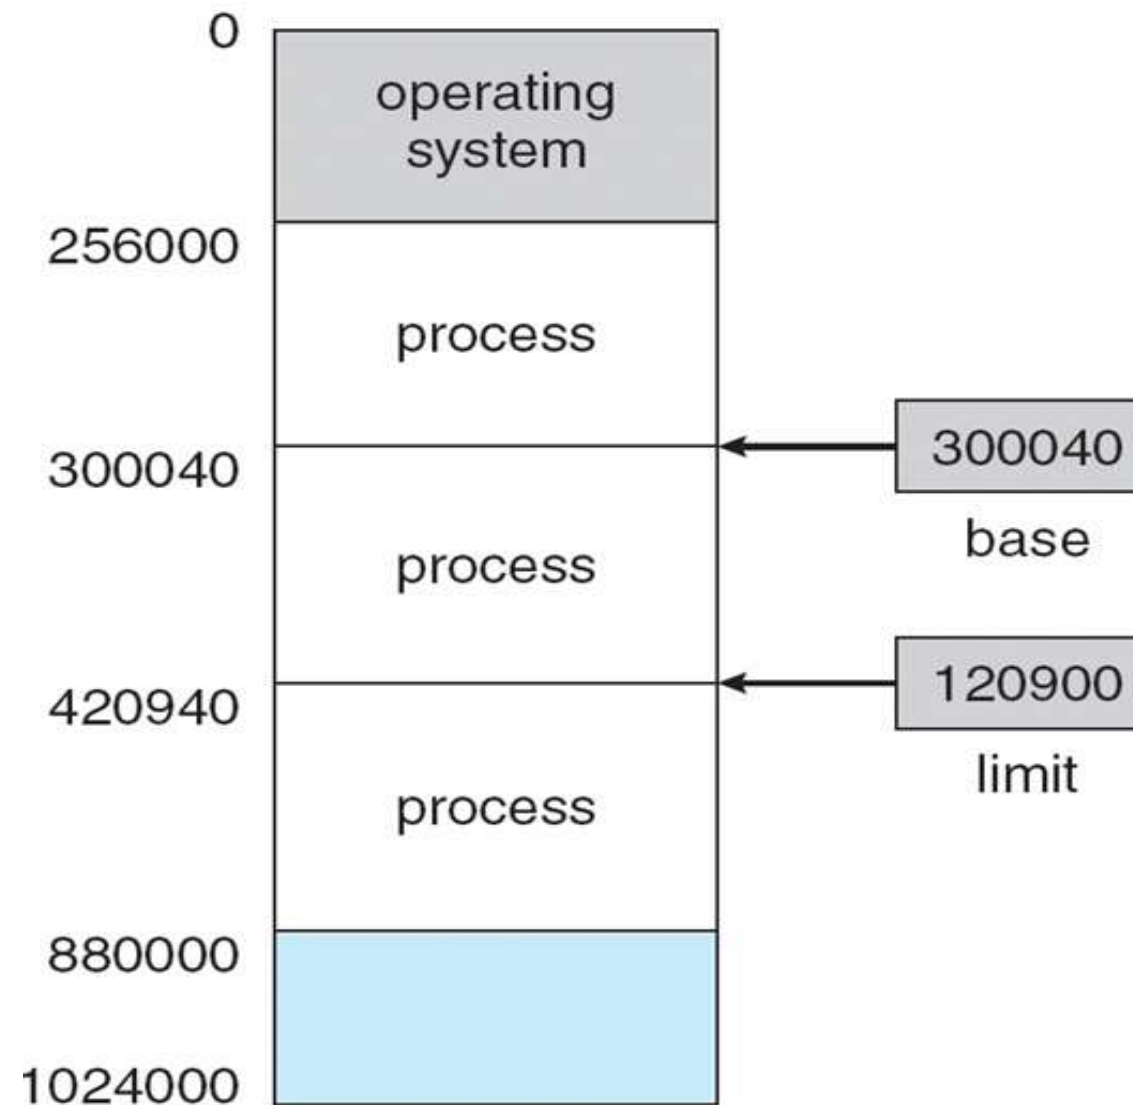 0
operating
system
256000
process
300040
300040
base
process
120900
420940
limit
process
880000
1024000